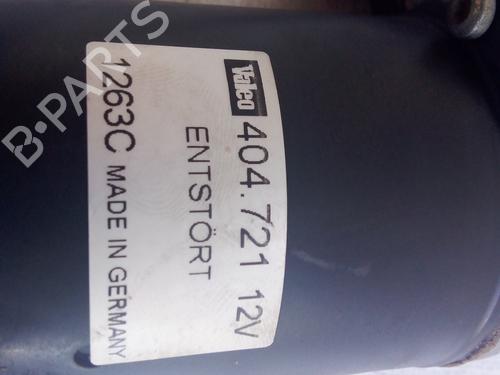 Valeo 404.721 12V
ENTSTÖRT
1263C MADE IN GERMANY
B-PARTS